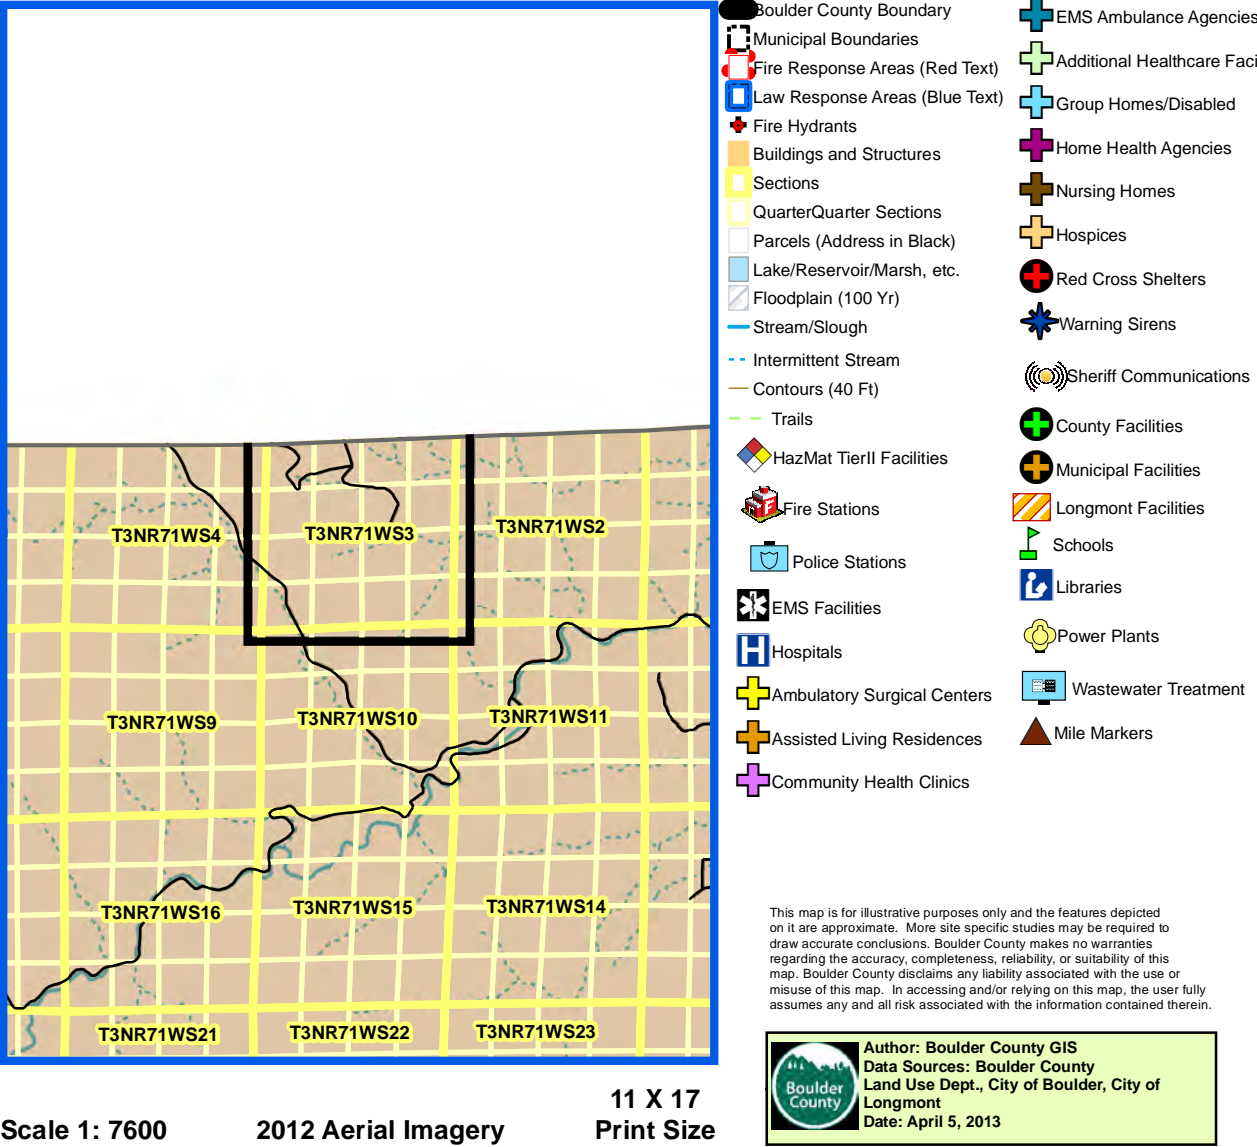 Boulder County Boundary
Municipal Boundaries
Fire Response Areas (Red Text)
Law Response Areas (Blue Text)
Fire Hydrants
Buildings and Structures
Sections
QuarterQuarter Sections
Parcels (Address in Black)
Lake/Reservoir/Marsh, etc.
Floodplain (100 Yr)
Stream/Slough
Intermittent Stream
Contours (40 Ft)
Trails
HazMat TierII Facilities
Fire Stations
Police Stations
EMS Facilities
H Hospitals
Ambulatory Surgical Centers
Assisted Living Residences
Community Health Clinics
EMS Ambulance Agencies
Additional Healthcare Faci
Group Homes/Disabled
Home Health Agencies
Nursing Homes
Hospices
Red Cross Shelters
Warning Sirens
Sheriff Communications
County Facilities
Municipal Facilities
Longmont Facilities
Schools
Libraries
Power Plants
Wastewater Treatment
Mile Markers
T3NR71WS4
T3NR71WS3
T3NR71WS2
T3NR71WS9
T3NR71WS10
T3NR71WS11
T3NR71WS16
T3NR71WS15
T3NR71WS14
T3NR71WS21
T3NR71WS22
T3NR71WS23
This map is for illustrative purposes only and the features depicted
on it are approximate. More site specific studies may be required to
draw accurate conclusions. Boulder County makes no warranties
regarding the accuracy, completeness, reliability, or suitability of this
map. Boulder County disclaims any liability associated with the use or
misuse of this map. In accessing and/or relying on this map, the user fully
assumes any and all risk associated with the information contained therein.
Boulder
County
Author: Boulder County GIS
Data Sources: Boulder County
Land Use Dept., City of Boulder, City of
Longmont
Date: April 5, 2013
Scale 1: 7600
2012 Aerial Imagery
11 X 17
Print Size